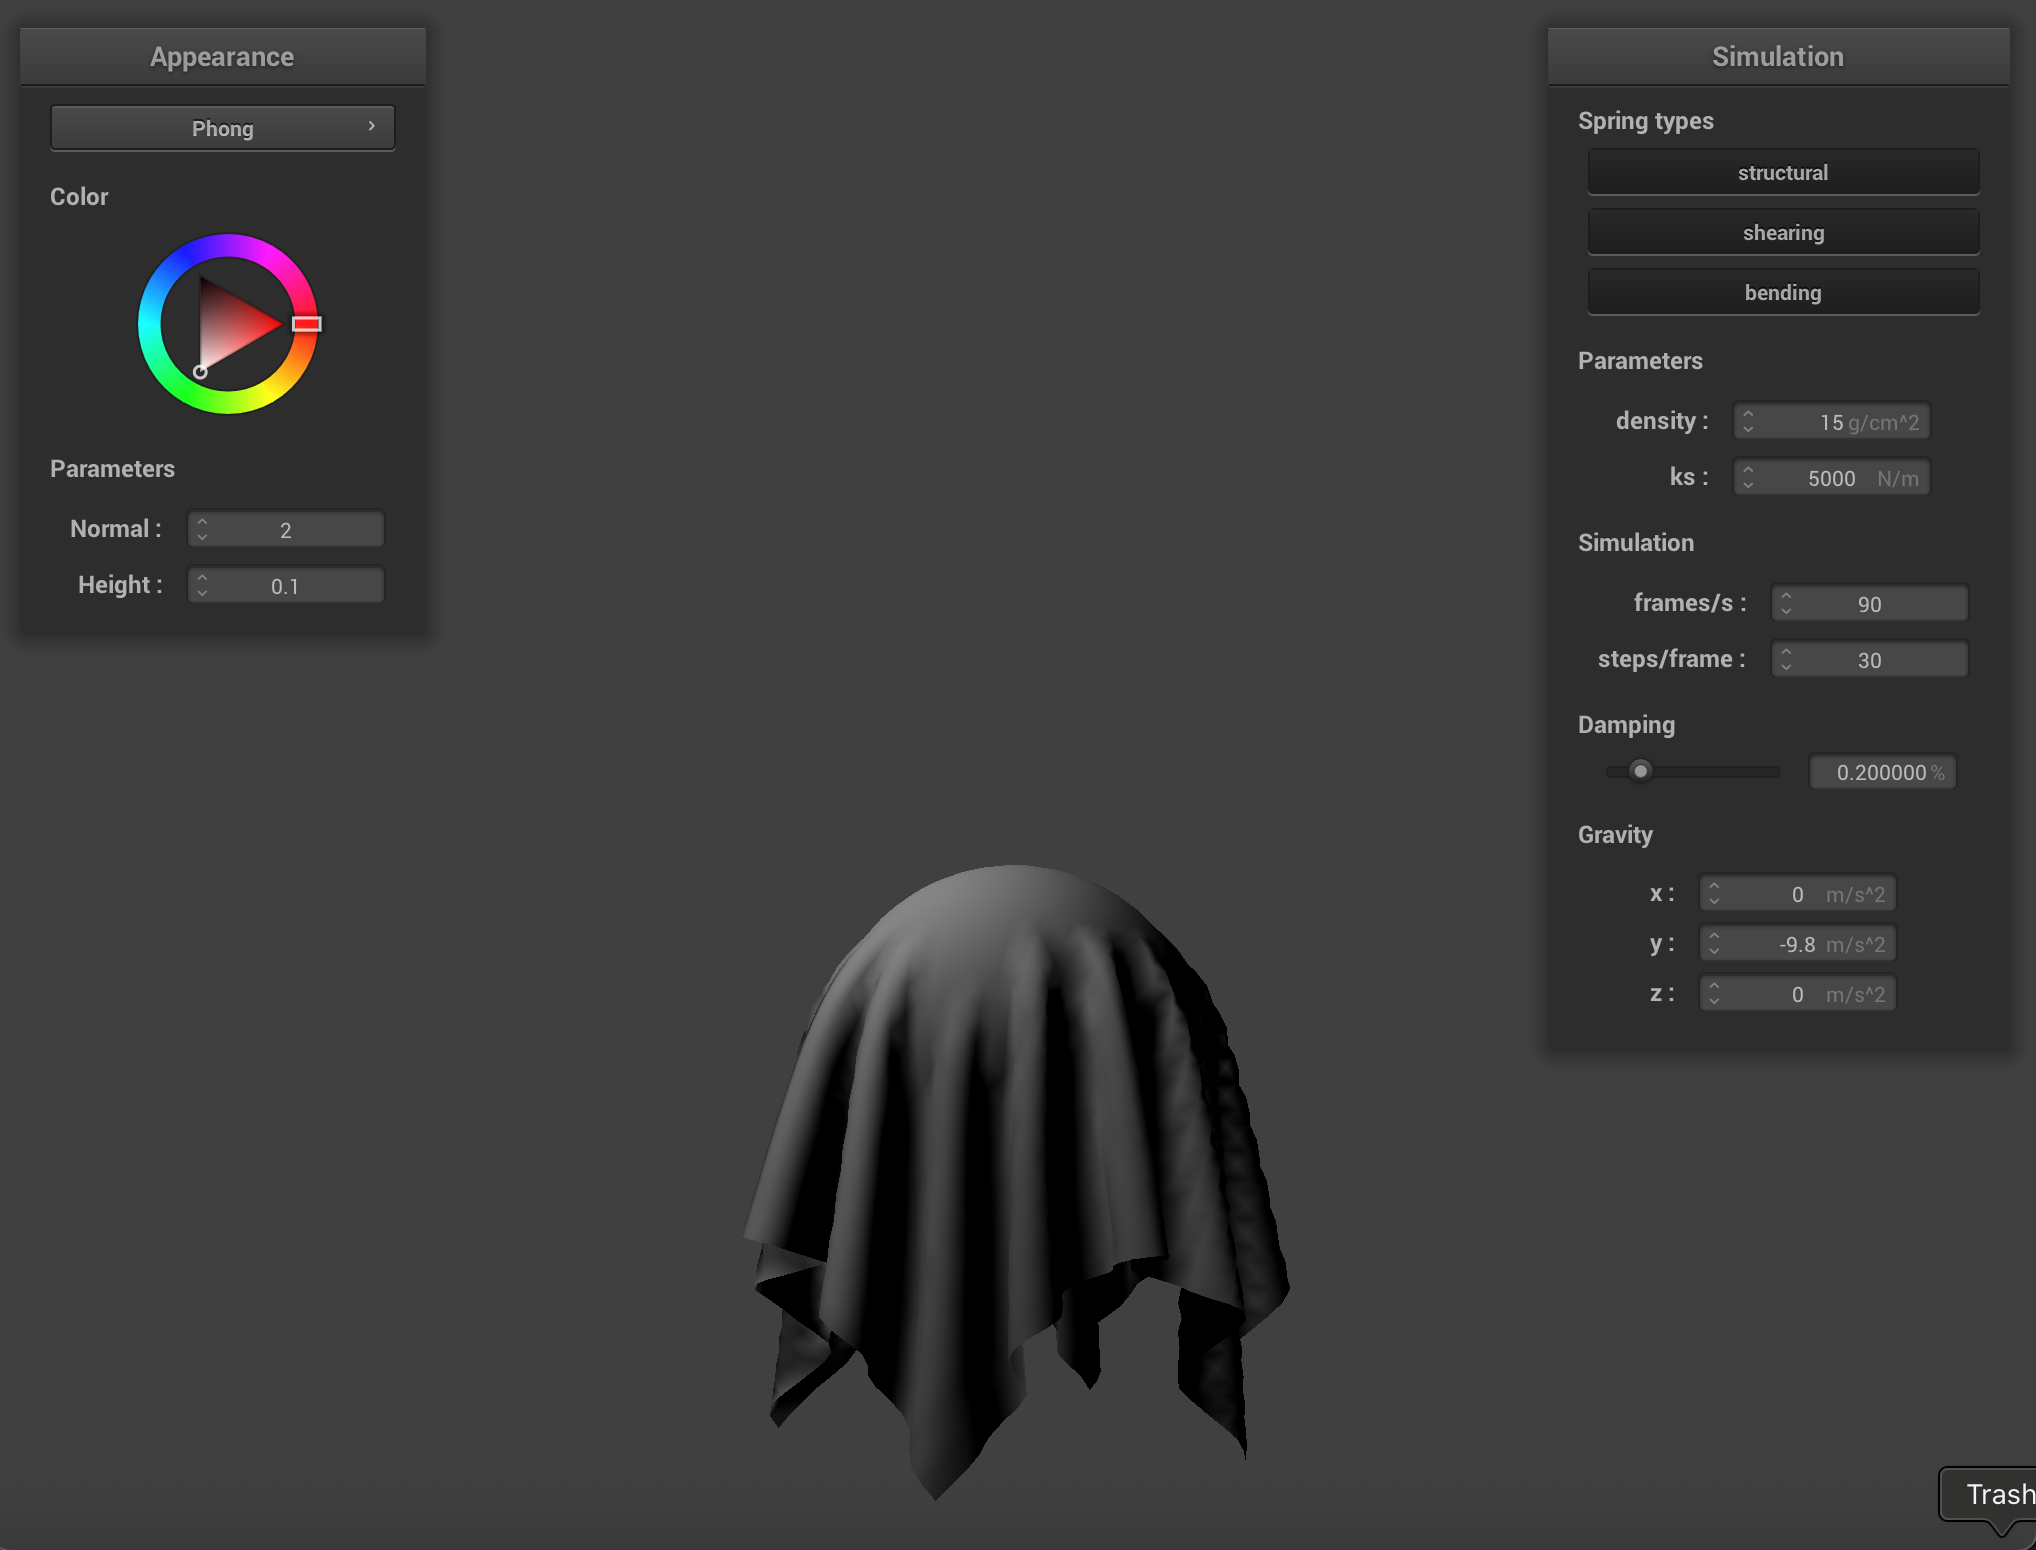 Appearance
Phong
Color
Parameters
Normal : 2
Height : 0.1
Simulation
Spring types
structural
shearing
bending
Parameters
density : 15 g/cm^2
ks : 5000 N/m
Simulation
frames/s : 90
steps/frame : 30
Damping
0.200000 %
Gravity
x : 0 m/s^2
y : -9.8 m/s^2
z : 0 m/s^2
Trash